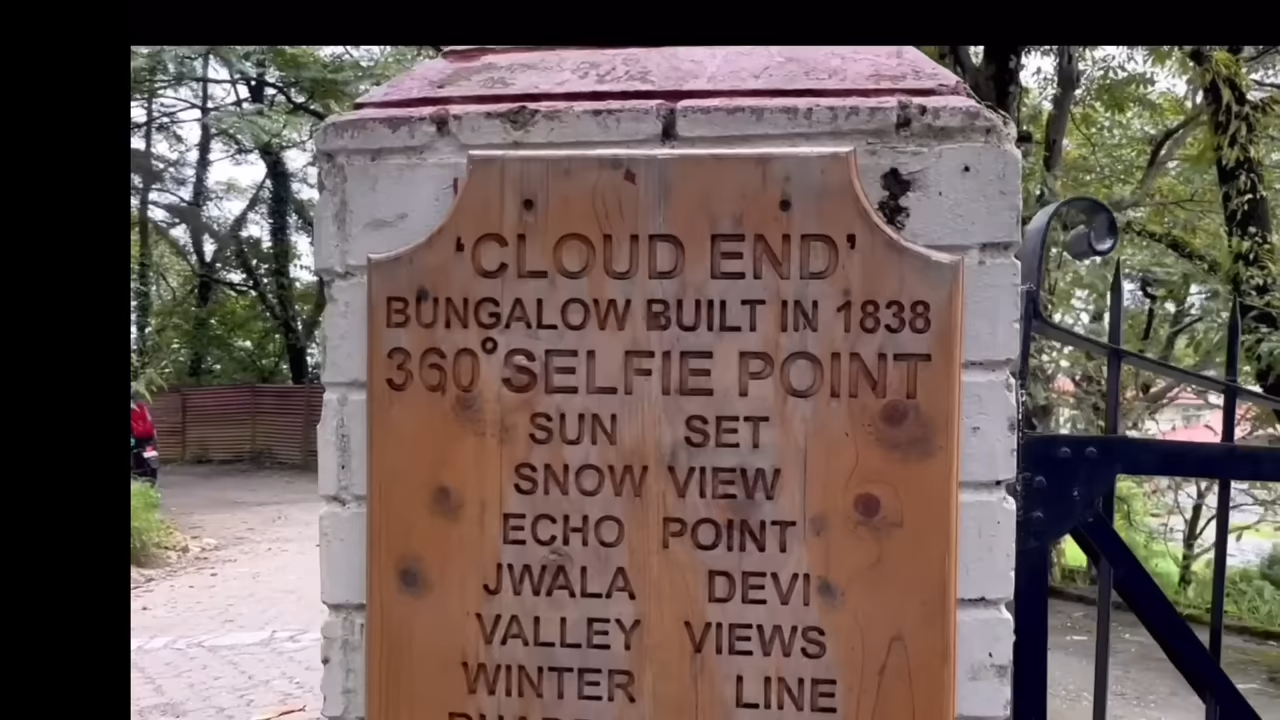 'CLOUD END'
BUNGALOW BUILT IN 1838
360° SELFIE POINT
SUN SET
SNOW VIEW
ECHO POINT
JWALA DEVI
VALLEY VIEWS
WINTER LINE